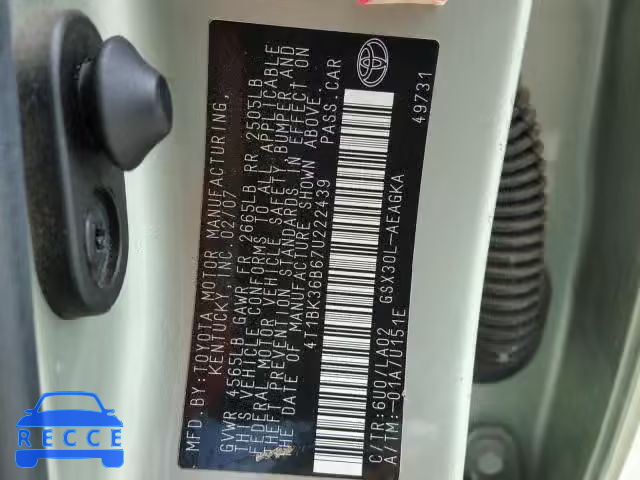 MFD. BY: TOYOTA MOTOR MANUFACTURING,
KENTUCKY, INC. 02/07
GVWR 4565LB GAWR FR 2665LB RR 2505LB
THIS VEHICLE CONFORMS TO ALL APPLICABLE
FEDERAL MOTOR VEHICLE SAFETY, BUMPER, AND
THEFT PREVENTION STANDARDS IN EFFECT ON
THE DATE OF MANUFACTURE SHOWN ABOVE.
4T1BK36B67U222439 PASS. CAR
GSX30L-AEAGKA
C/TR:6U0/LA02
A/TM:-01A/0151E 49731
RECCE